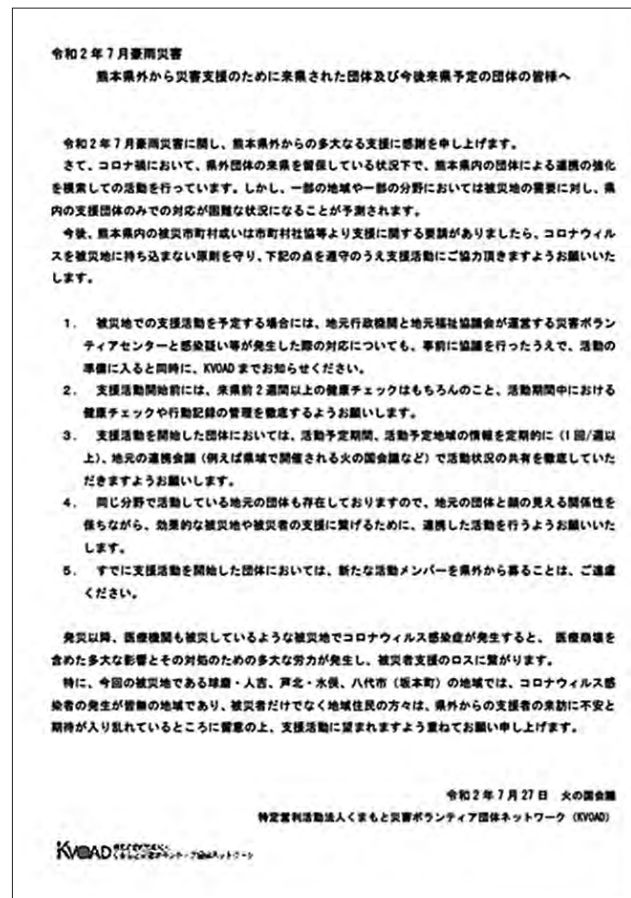 令和2年7月豪雨災害
熊本県外から災害支援のために来県された団体及び今後来県予定の団体の皆様へ
令和2年7月豪雨災害に関し、熊本県外からの多大なる支援に感謝を申し上げます。
さて、コロナ禍において、県外団体の来県を留保している状況下で、熊本県内の団体による連携の強化
を模索しての活動を行っています。しかし、一部の地域や一部の分野においては被災地の需要に対し、県
内の支援団体のみでの対応が困難な状況になることが予測されます。
今後、熊本県内の被災市町村或いは市町村社協等より支援に関する要請がありましたら、コロナウィル
スを被災地に持ち込まない原則を守り、下記の点を遵守のうえ支援活動にご協力頂きますようお願いいた
します。
1. 被災地での支援活動を予定する場合には、地元行政機関と地元福祉協議会が運営する災害ボラン
ティアセンターと感染疑い等が発生した際の対応についても、事前に協議を行ったうえで、活動の
準備に入ると同時に、KVOADまでお知らせください。
2. 支援活動開始前には、来県前2週間以上の健康チェックはもちろんのこと、活動期間中における
健康チェックや行動記録の管理を徹底するようお願いします。
3. 支援活動を開始した団体においては、活動予定期間、活動予定地域の情報を定期的に(1回/週以
上)、地元の連携会議(例えば県域で開催される火の国会議など)で活動状況の共有を徹底していた
だきますようお願いします。
4. 同じ分野で活動している地元の団体も存在しておりますので、地元の団体と顔の見える関係性を
保ちながら、効果的な被災地や被災者の支援に繋げるために、連携した活動を行うようお願いいた
します。
5. すでに支援活動を開始した団体においては、新たな活動メンバーを県外から募ることは、ご遠慮
ください。
発災以降、医療機関も被災しているような被災地でコロナウィルス感染症が発生すると、 医療崩壊を
含めた多大な影響とその対処のための多大な労力が発生し、被災者支援のロスに繋がります。
特に、今回の被災地である球磨・人吉、芦北・水俣、八代市(坂本町)の地域では、コロナウィルス感
染者の発生が皆無の地域であり、被災者だけでなく地域住民の方々は、県外からの支援者の来訪に不安と
期待が入り乱れているところに留意の上、支援活動に望まれますよう重ねてお願い申し上げます。
令和2年7月27日 火の国会議
特定営利活動法人くまもと災害ボランティア団体ネットワーク(KVOAD)
KVOAD